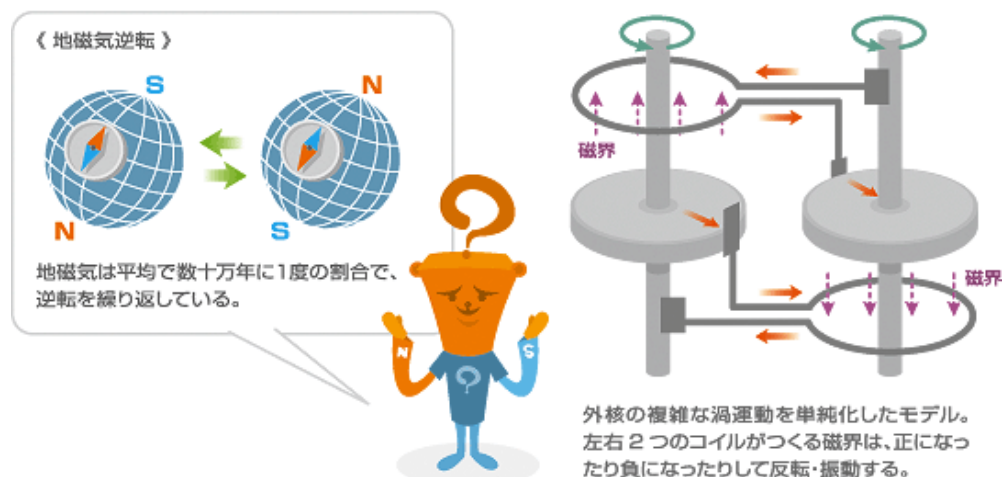 《 地磁気逆転 》
S
N
N
S
地磁気は平均で数十万年に1度の割合で、
逆転を繰り返している。
N
S
磁界
磁界
外核の複雑な渦運動を単純化したモデル。
左右２つのコイルがつくる磁界は、正になっ
たり負になったりして反転・振動する。